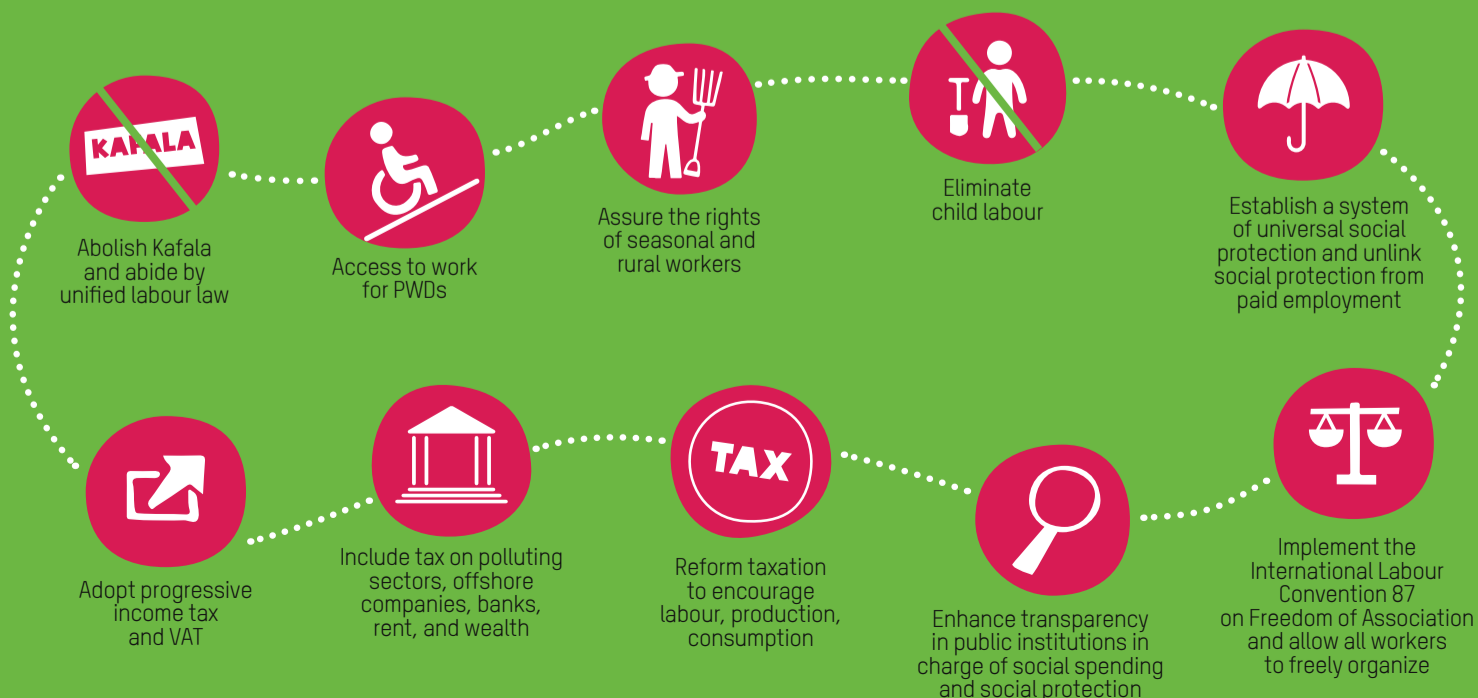 KAFALA
Abolish Kafala
and abide by
unified labour law
Access to work
for PWDs
Assure the rights
of seasonal and
rural workers
Eliminate
child labour
Establish a system
of universal social
protection and unlink
social protection from
paid employment
Adopt progressive
income tax
and VAT
Include tax on polluting
sectors, offshore
companies, banks,
rent, and wealth
TAX
Reform taxation
to encourage
labour, production,
consumption
Enhance transparency
in public institutions in
charge of social spending
and social protection
Implement the
International Labour
Convention 87
on Freedom of Association
and allow all workers
to freely organize